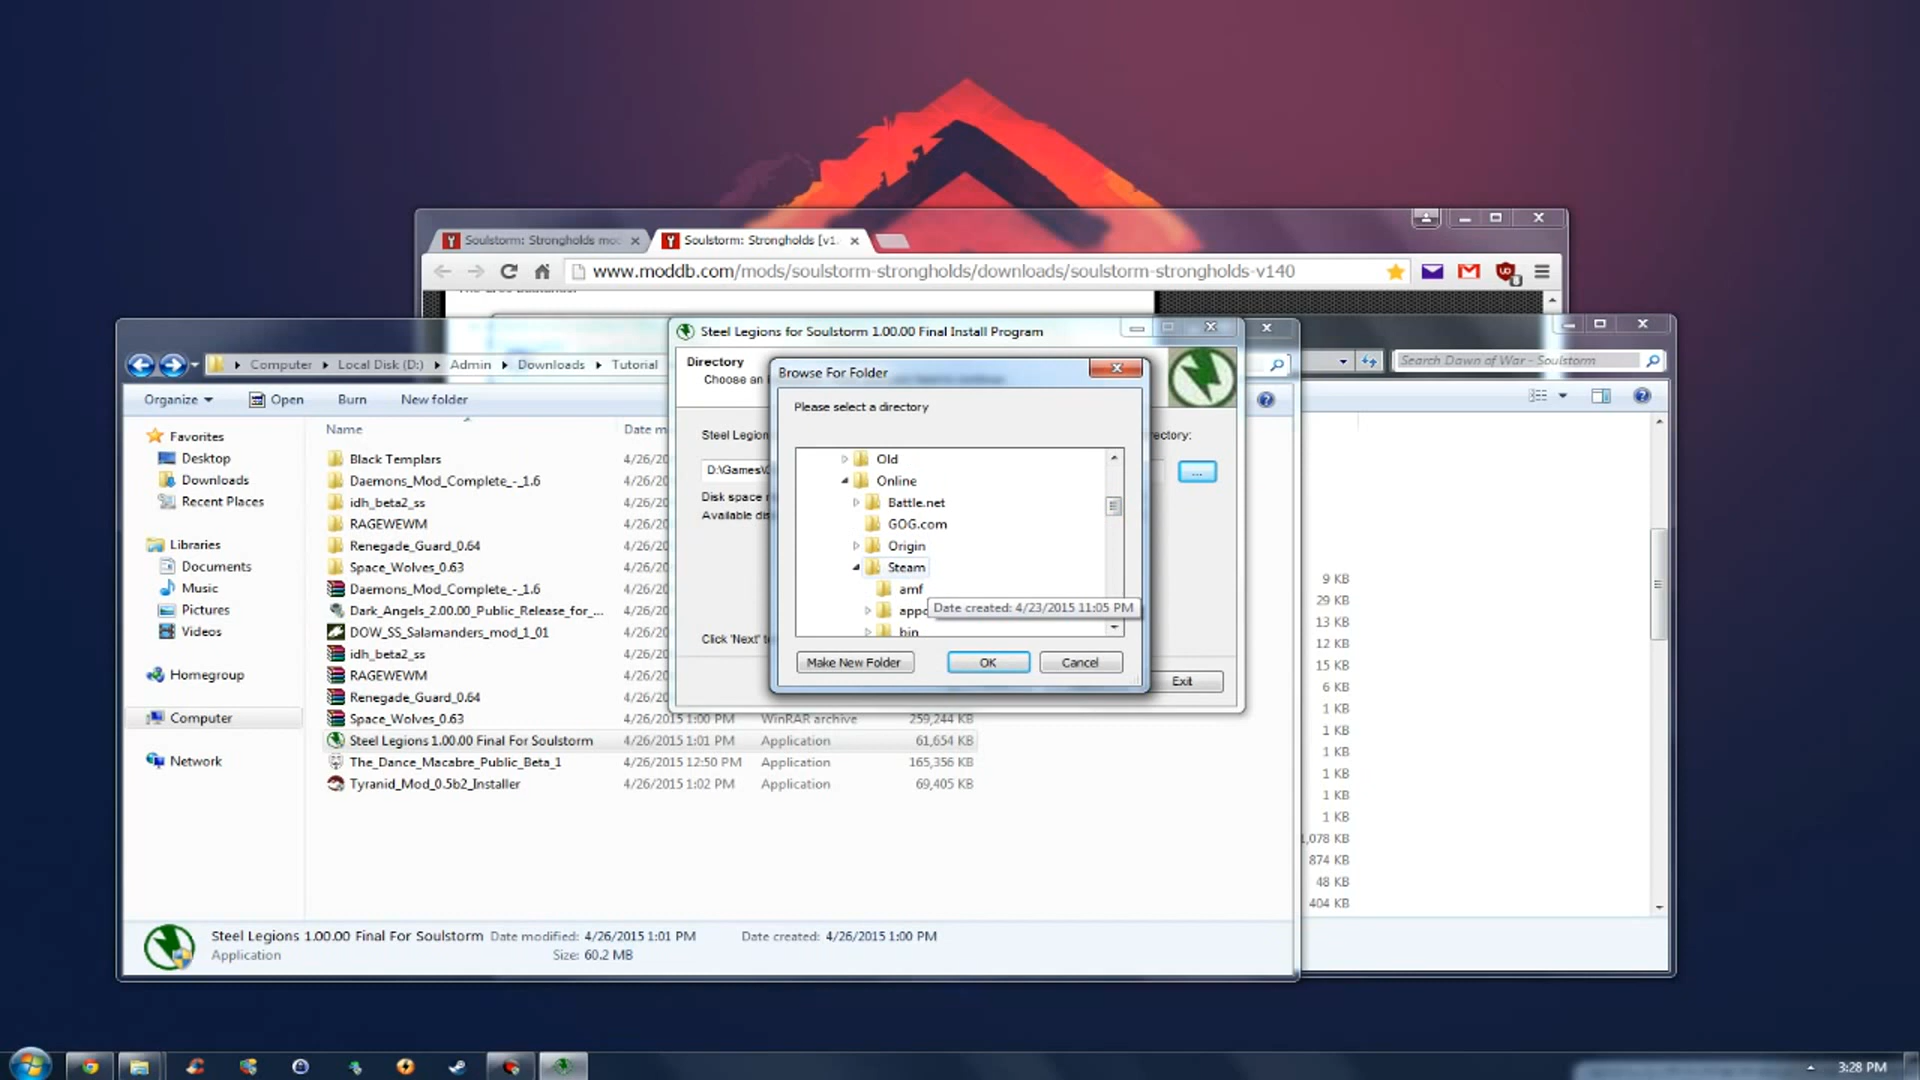 Soulstorm: Strongholds mo
Soulstorm: Strongholds [v1.
www.moddb.com/mods/soulstorm-strongholds/downloads/soulstorm-strongholds-v140
Steel Legions for Soulstorm 1.00.00 Final Install Program
Computer Local Disk (D:) Admin Downloads Tutorial
Search Dawn of War - Soulstorm
Directory
Choose an
Browse For Folder
Please select a directory
Organize
Open
Burn
New folder
Steel Legion
ectory:
D:\Games\
...
Disk space
Available dis
Click 'Next' t
Old
Online
Battle.net
GOG.com
Origin
Steam
amf
appc
Date created: 4/23/2015 11:05 PM
bin
Make New Folder
OK
Cancel
Exit
Favorites
Desktop
Downloads
Recent Places
Libraries
Documents
Music
Pictures
Videos
Homegroup
Computer
Network
Name Date m
Black Templars 4/26/20
Daemons_Mod_Complete_-_1.6 4/26/20
idh_beta2_ss 4/26/20
RAGEWEWM 4/26/20
Renegade_Guard_0.64 4/26/20
Space_Wolves_0.63 4/26/20
Daemons_Mod_Complete_-_1.6 4/26/20
Dark_Angels_2.00.00_Public_Release_for_... 4/26/20
DOW_SS_Salamanders_mod_1_01 4/26/20
idh_beta2_ss 4/26/20
RAGEWEWM 4/26/20
Renegade_Guard_0.64 4/26/20
Space_Wolves_0.63 4/26/2015 1:00 PM WinRAR archive 259,244 KB
Steel Legions 1.00.00 Final For Soulstorm 4/26/2015 1:01 PM Application 61,654 KB
The_Dance_Macabre_Public_Beta_1 4/26/2015 12:50 PM Application 165,356 KB
Tyranid_Mod_0.5b2_Installer 4/26/2015 1:02 PM Application 69,405 KB
9 KB
29 KB
13 KB
12 KB
15 KB
6 KB
1 KB
1 KB
1 KB
1 KB
1 KB
1 KB
1,078 KB
874 KB
48 KB
404 KB
Steel Legions 1.00.00 Final For Soulstorm Date modified: 4/26/2015 1:01 PM Date created: 4/26/2015 1:00 PM
Application Size: 60.2 MB
3:28 PM